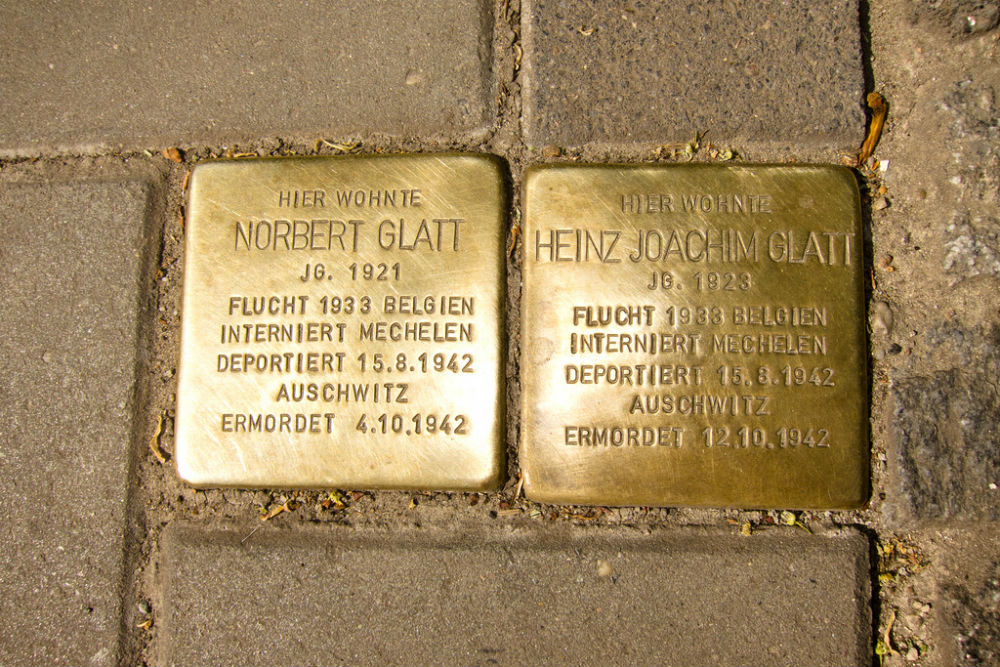 HIER WOHNTE
NORBERT GLATT
JG. 1921
FLUCHT 1933 BELGIEN
INTERNIERT MECHELEN
DEPORTIERT 15.8.1942
AUSCHWITZ
ERMORDET 4.10.1942
HIER WOHNTE
HEINZ JOACHIM GLATT
JG. 1923
FLUCHT 1933 BELGIEN
INTERNIERT MECHELEN
DEPORTIERT 15.8.1942
AUSCHWITZ
ERMORDET 12.10.1942